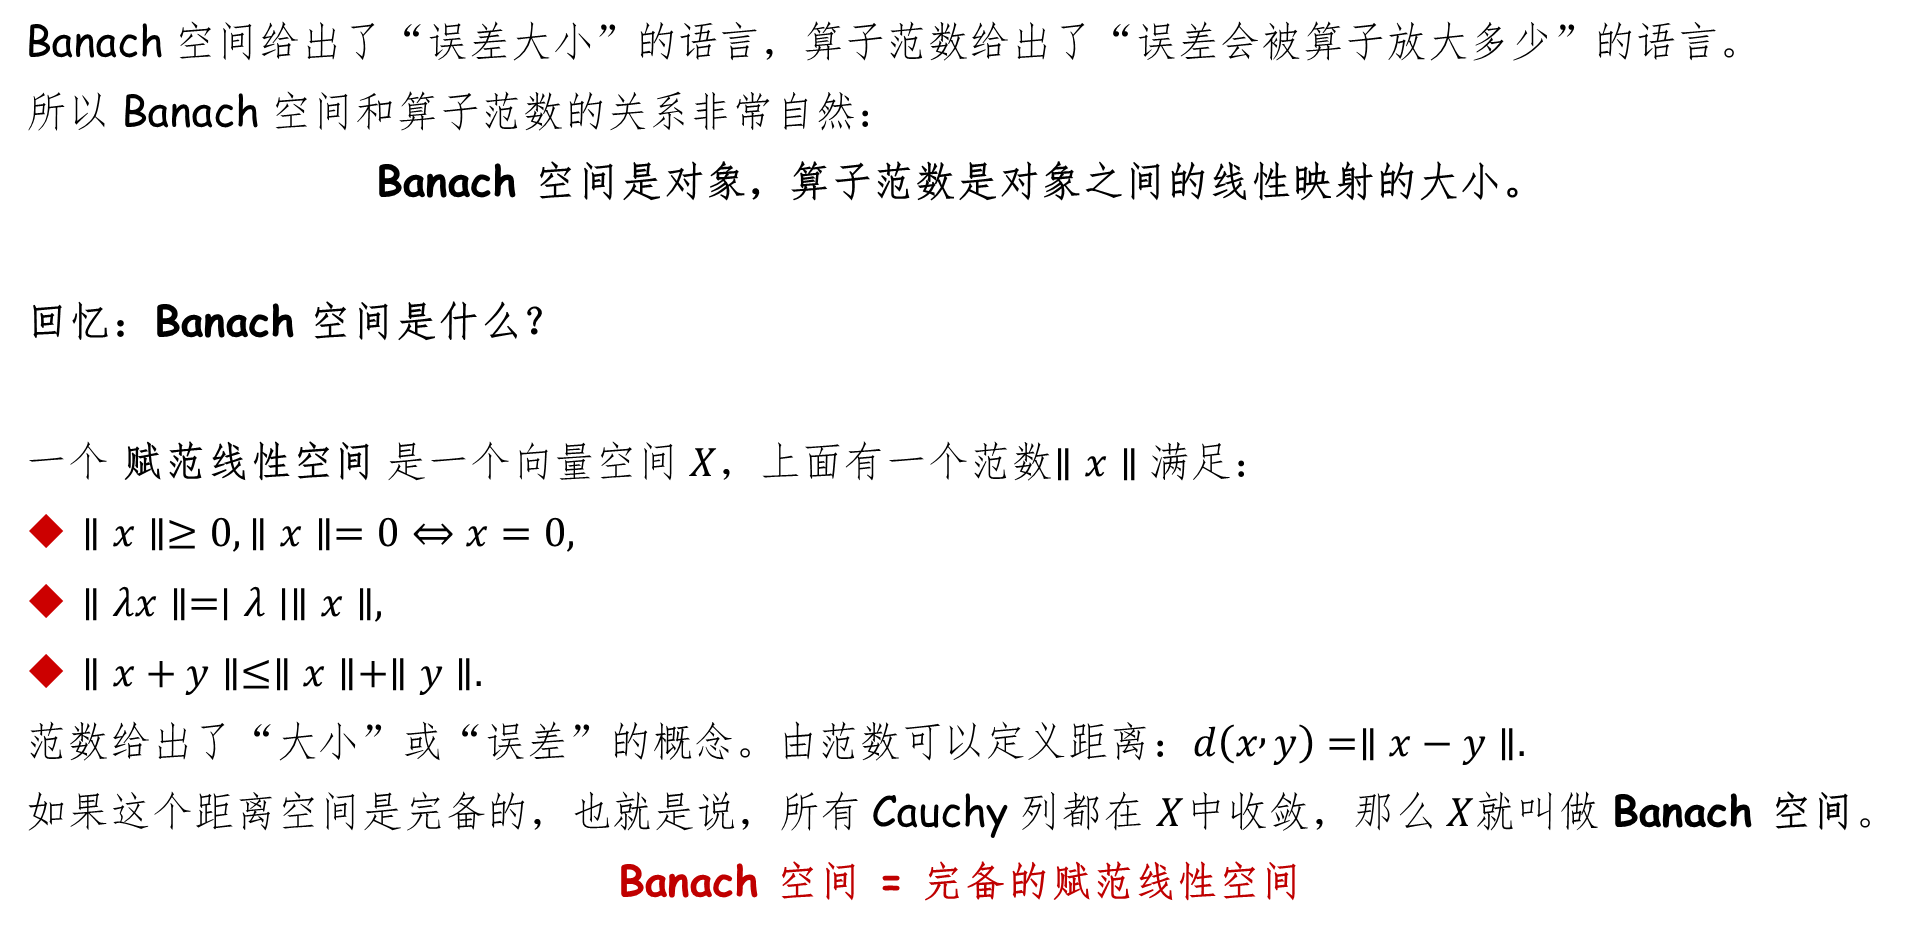 Banach 空间给出了“误差大小”的语言，算子范数给出了“误差会被算子放大多少”的语言。
所以 Banach 空间和算子范数的关系非常自然：
Banach 空间是对象，算子范数是对象之间的线性映射的大小。
回忆：Banach 空间是什么？
一个 赋范线性空间 是一个向量空间 X，上面有一个范数∥ x ∥ 满足：
◆ ∥ x ∥≥ 0,∥ x ∥= 0 ⇔ x = 0,
◆ ∥ λx ∥=∣ λ ∣∥ x ∥,
◆ ∥ x + y ∥≤∥ x ∥+∥ y ∥.
范数给出了“大小”或“误差”的概念。由范数可以定义距离：d(x, y) =∥ x − y ∥.
如果这个距离空间是完备的，也就是说，所有 Cauchy 列都在 X中收敛，那么 X就叫做 Banach 空间。
Banach 空间 = 完备的赋范线性空间